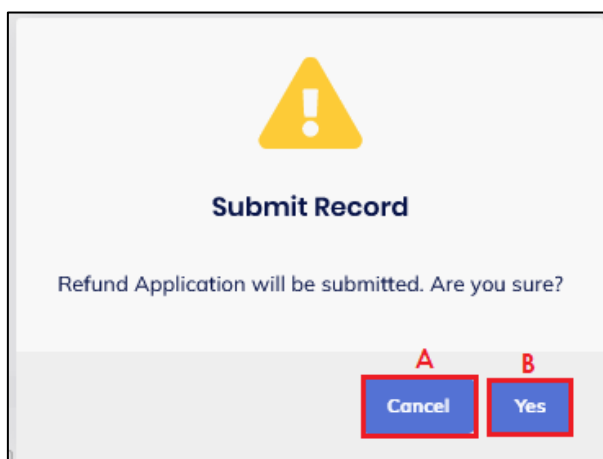 Submit Record
Refund Application will be submitted. Are you sure?
A B
Cancel Yes